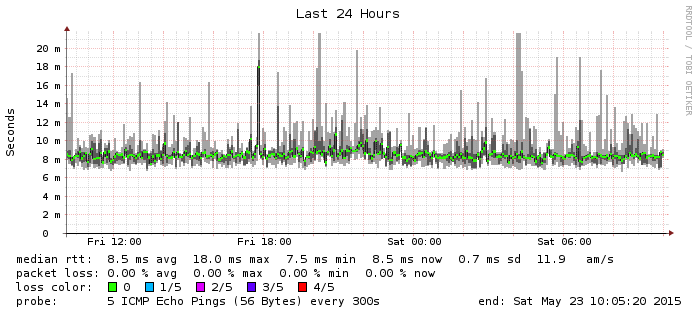 Last 24 Hours
RRDTOOL / TOBI OETIKER
Seconds
20 m
18 m
16 m
14 m
12 m
10 m
8 m
6 m
4 m
2 m
0
Fri 12:00 Fri 18:00 Sat 00:00 Sat 06:00
median rtt: 8.5 ms avg 18.0 ms max 7.5 ms min 8.5 ms now 0.7 ms sd 11.9 am/s
packet loss: 0.00 % avg 0.00 % max 0.00 % min 0.00 % now
loss color: 0 1/5 2/5 3/5 4/5
probe: 5 ICMP Echo Pings (56 Bytes) every 300s end: Sat May 23 10:05:20 2015